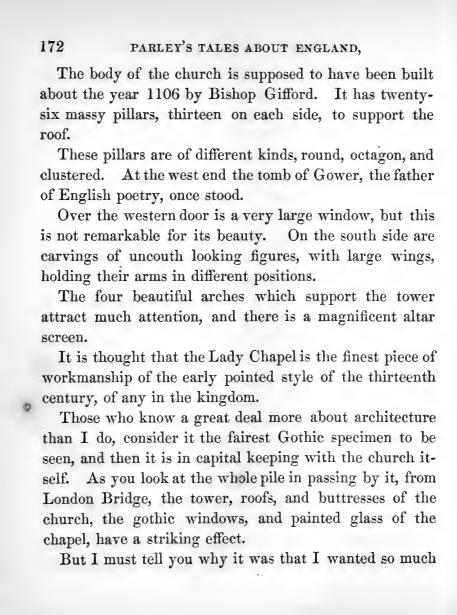 172 PARLEY'S TALES ABOUT ENGLAND,
The body of the church is supposed to have been built
about the year 1106 by Bishop Gifford. It has twenty-
six massy pillars, thirteen on each side, to support the
roof.
These pillars are of different kinds, round, octagon, and
clustered. At the west end the tomb of Gower, the father
of English poetry, once stood.
Over the western door is a very large window, but this
is not remarkable for its beauty. On the south side are
carvings of uncouth looking figures, with large wings,
holding their arms in different positions.
The four beautiful arches which support the tower
attract much attention, and there is a magnificent altar
screen.
It is thought that the Lady Chapel is the finest piece of
workmanship of the early pointed style of the thirteenth
century, of any in the kingdom.
Those who know a great deal more about architecture
than I do, consider it the fairest Gothic specimen to be
seen, and then it is in capital keeping with the church it-
self. As you look at the whole pile in passing by it, from
London Bridge, the tower, roofs, and buttresses of the
church, the gothic windows, and painted glass of the
chapel, have a striking effect.
But I must tell you why it was that I wanted so much